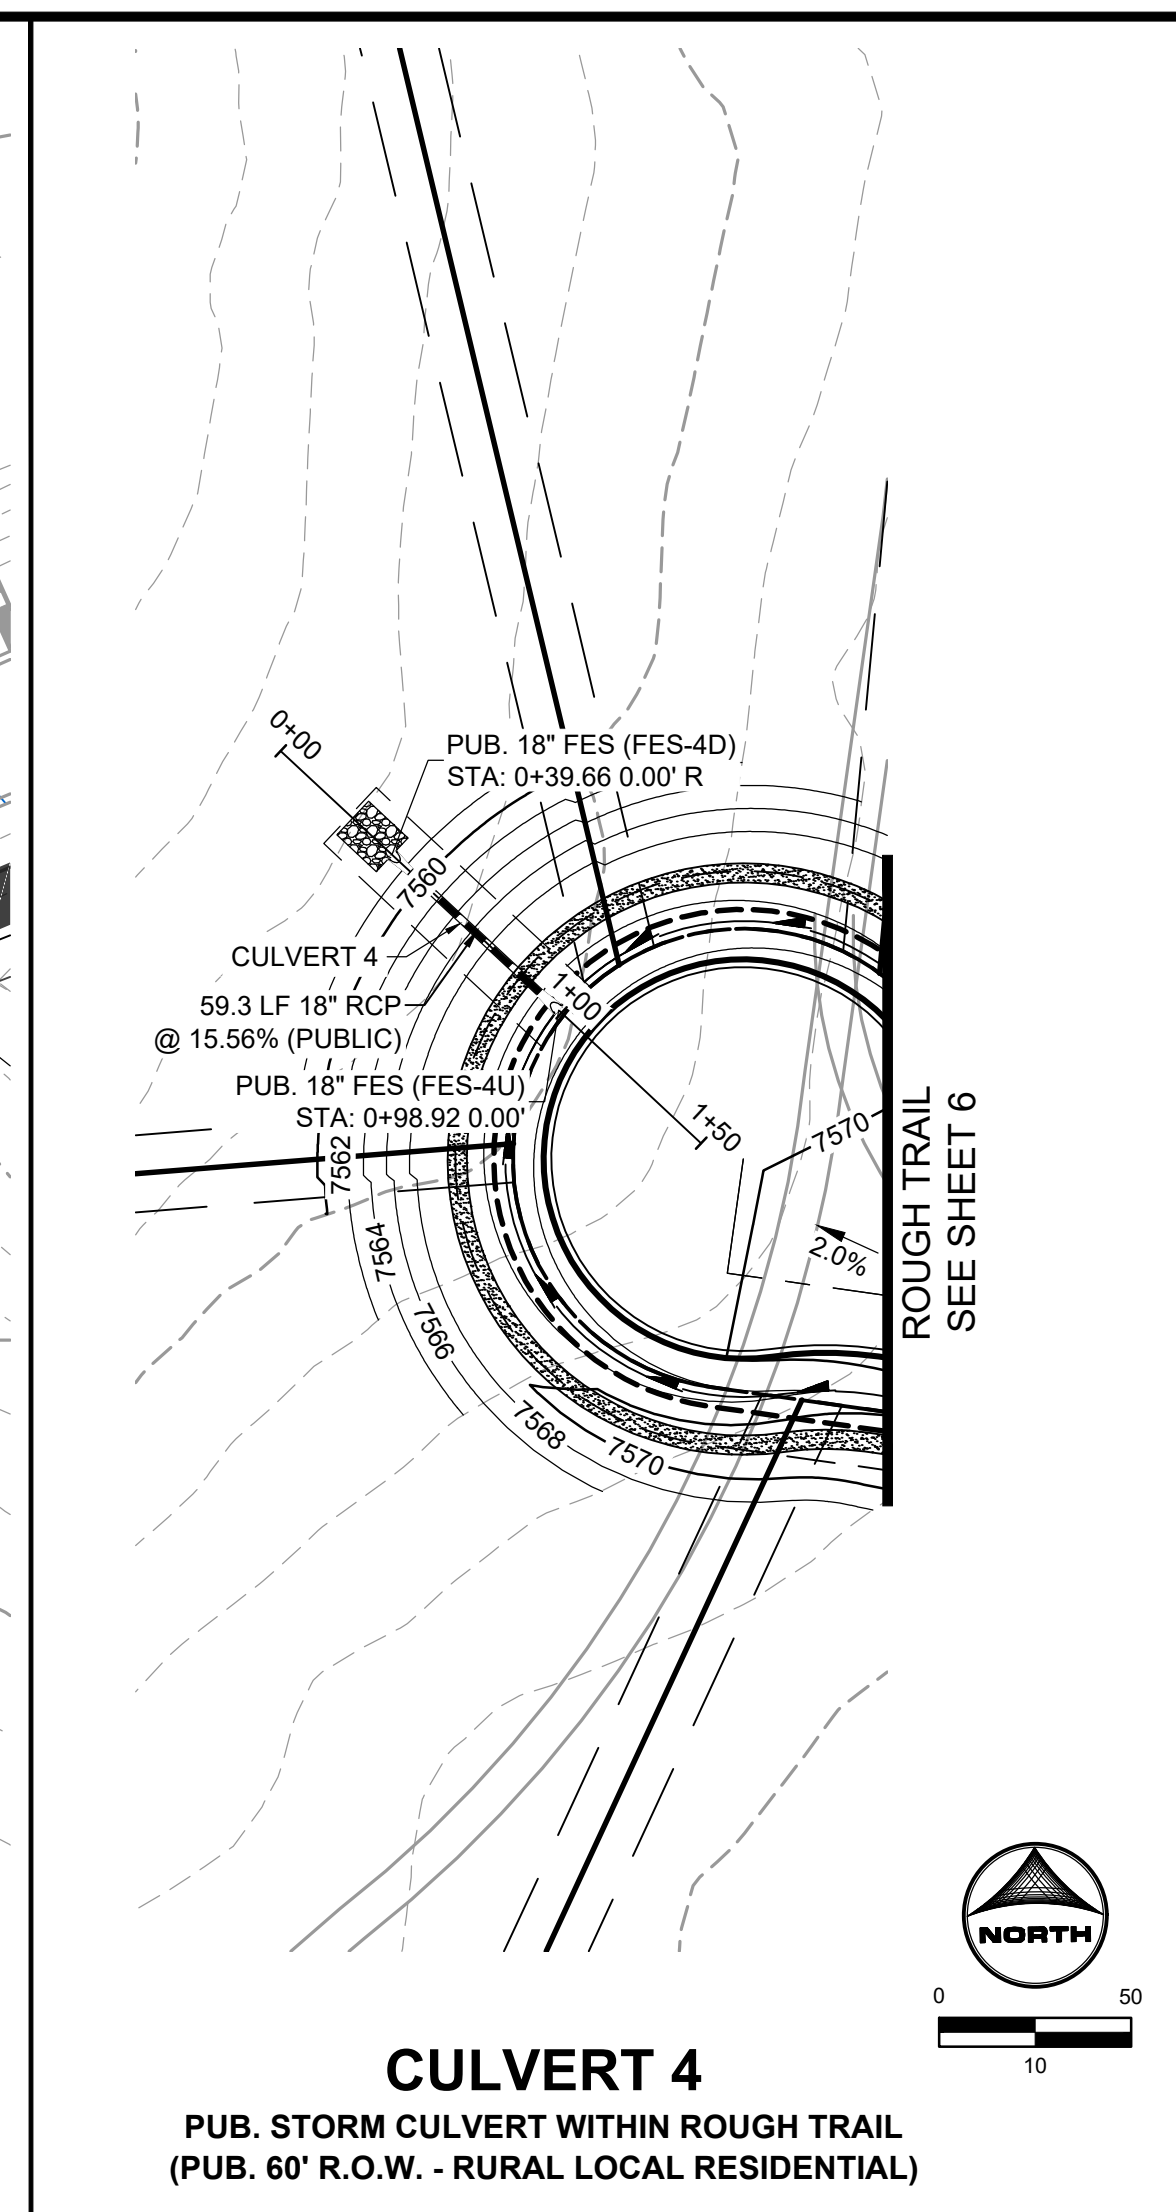 0+00
PUB. 18" FES (FES-4D)
STA: 0+39.66 0.00' R
7560
CULVERT 4
59.3 LF 18" RCP
@ 15.56% (PUBLIC)
1+00
PUB. 18" FES (FES-4U)
STA: 0+98.92 0.00'
1+50
7570
7562
2.0%
7564
7566
7568
7570
ROUGH TRAIL
SEE SHEET 6
NORTH
0 50
10
CULVERT 4
PUB. STORM CULVERT WITHIN ROUGH TRAIL
(PUB. 60' R.O.W. - RURAL LOCAL RESIDENTIAL)